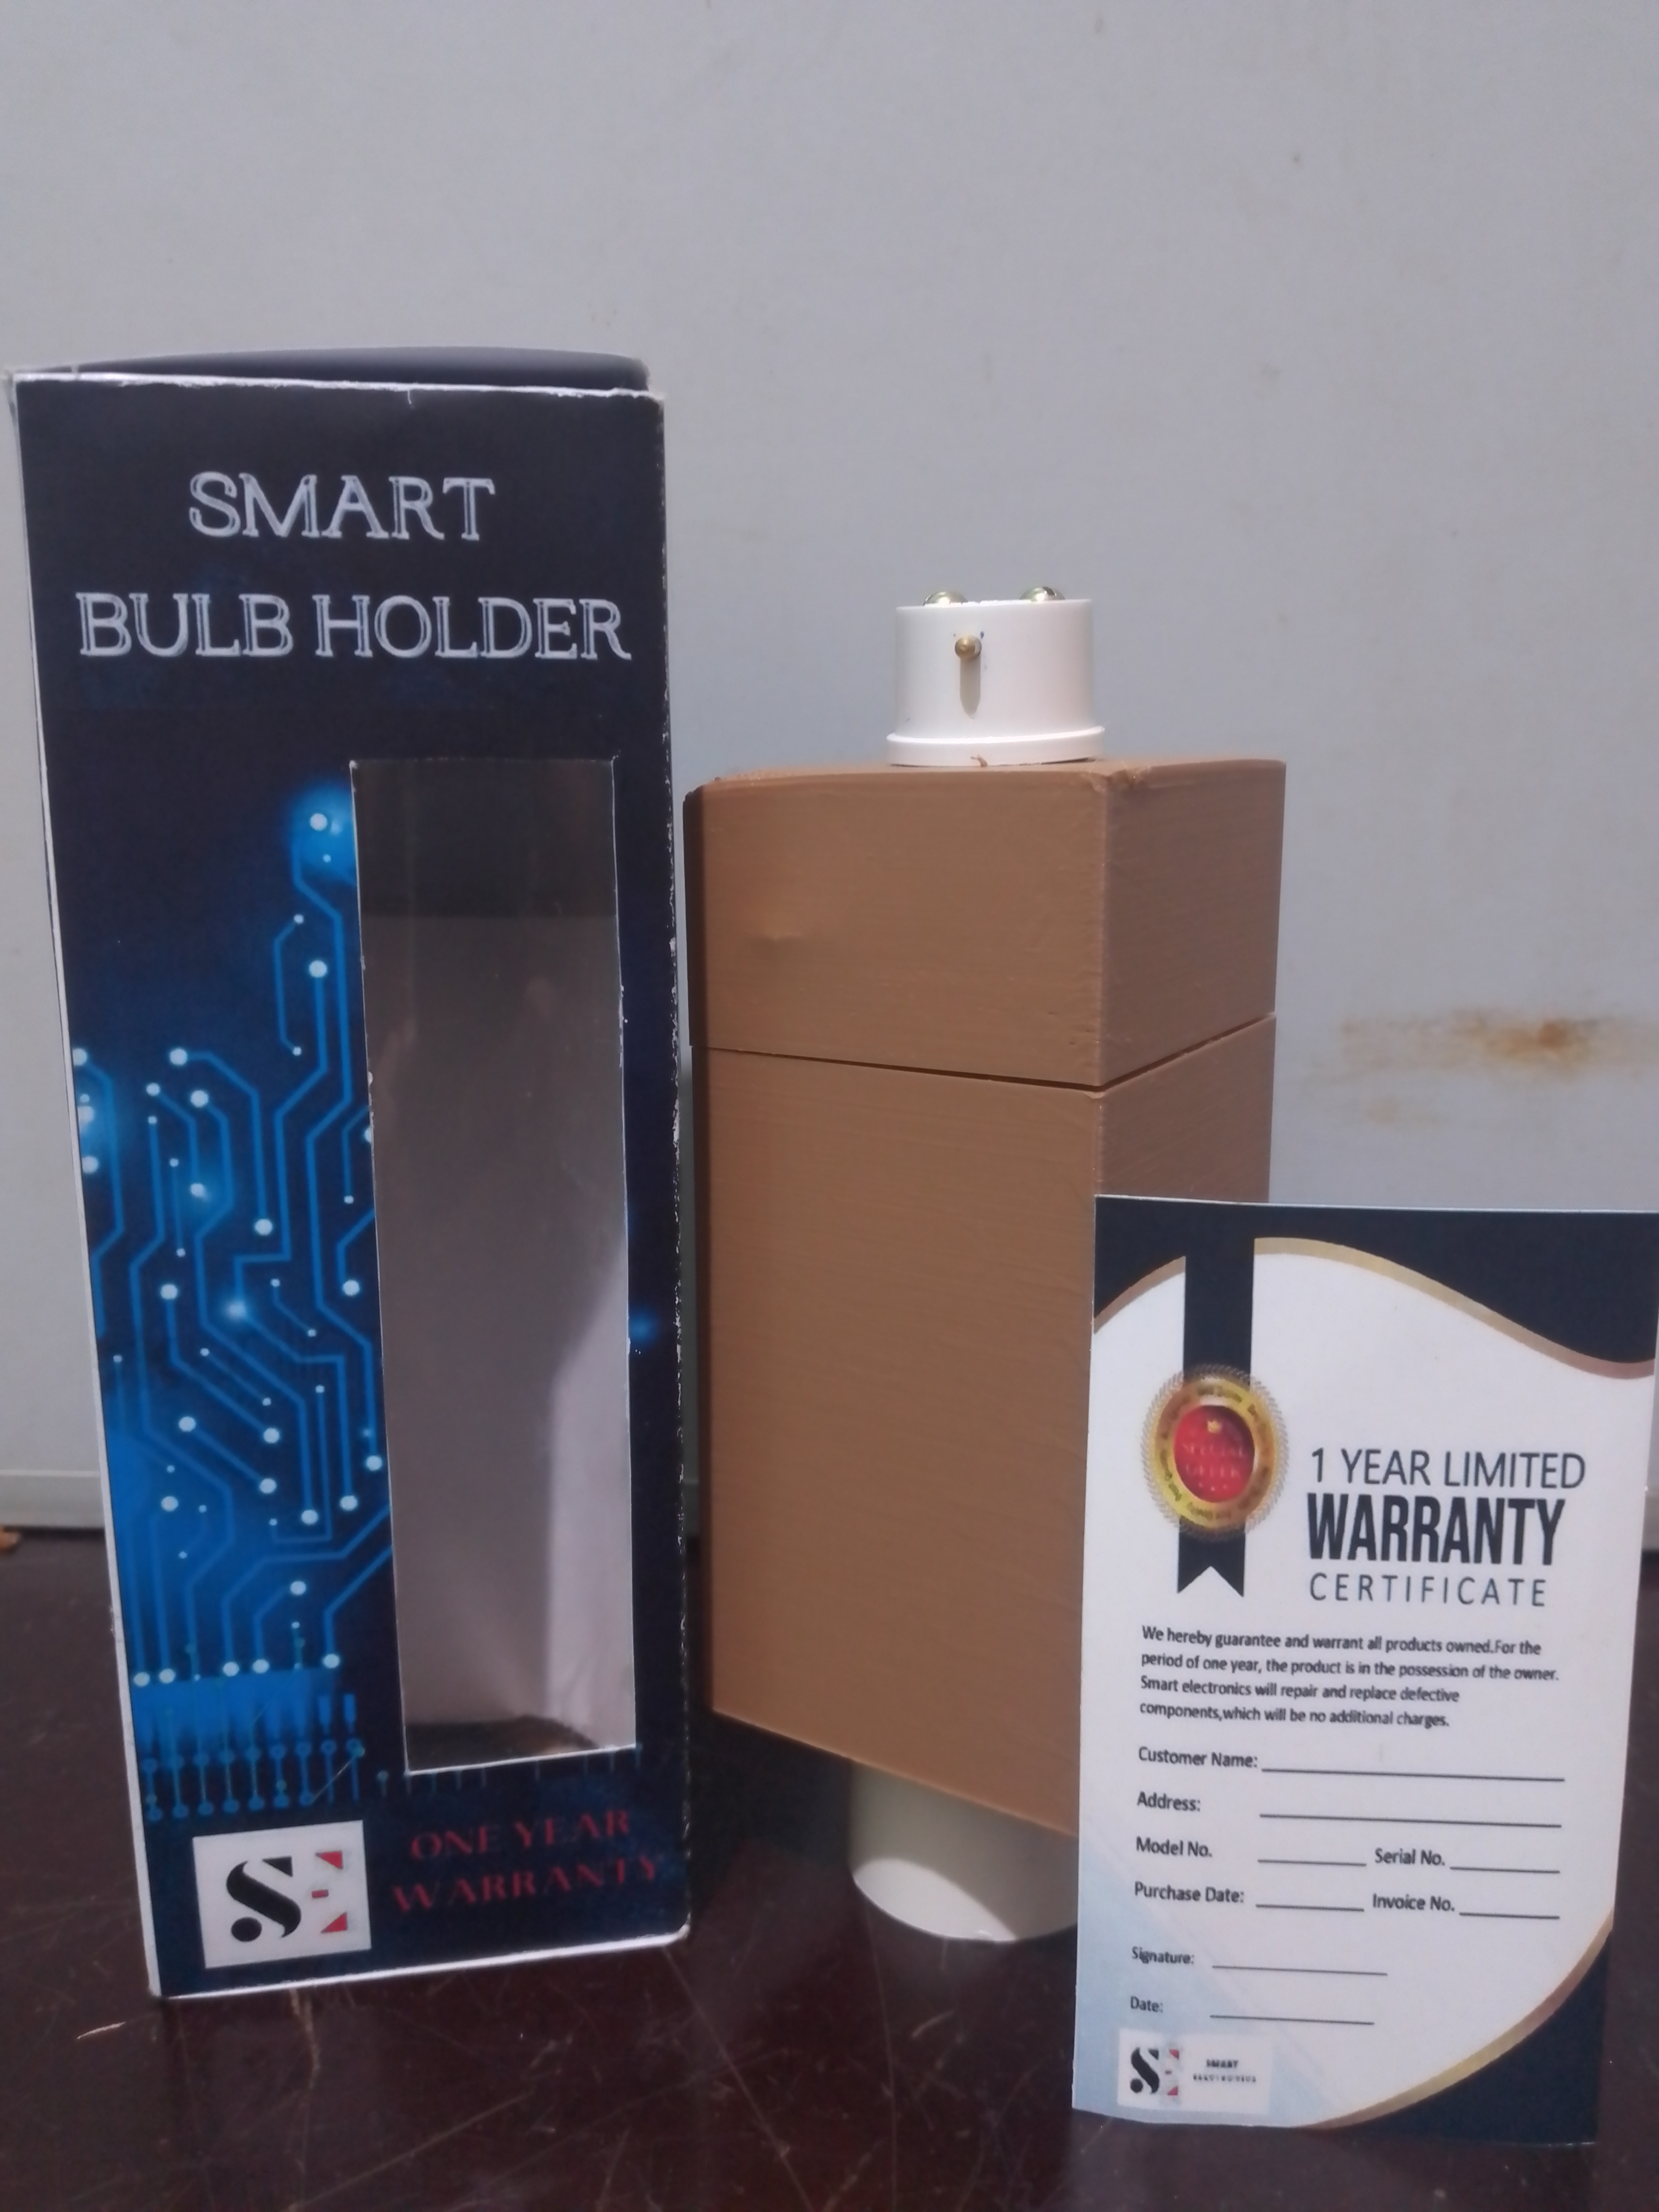 SMART
BULB HOLDER
ONE YEAR
WARRANTY
SE
1 YEAR LIMITED
WARRANTY
CERTIFICATE
We hereby guarantee and warrant all products owned.For the
period of one year, the product is in the possession of the owner.
Smart electronics will repair and replace defective
components,which will be no additional charges.
Customer Name:
Address:
Model No. Serial No.
Purchase Date: Invoice No.
Signature:
Date:
SE SMART